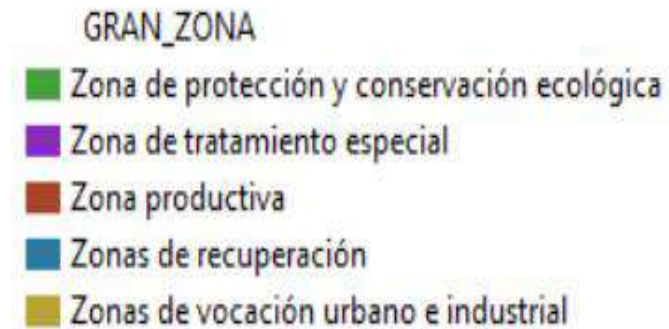 GRAN_ZONA
Zona de protección y conservación ecológica
Zona de tratamiento especial
Zona productiva
Zonas de recuperación
Zonas de vocación urbano e industrial